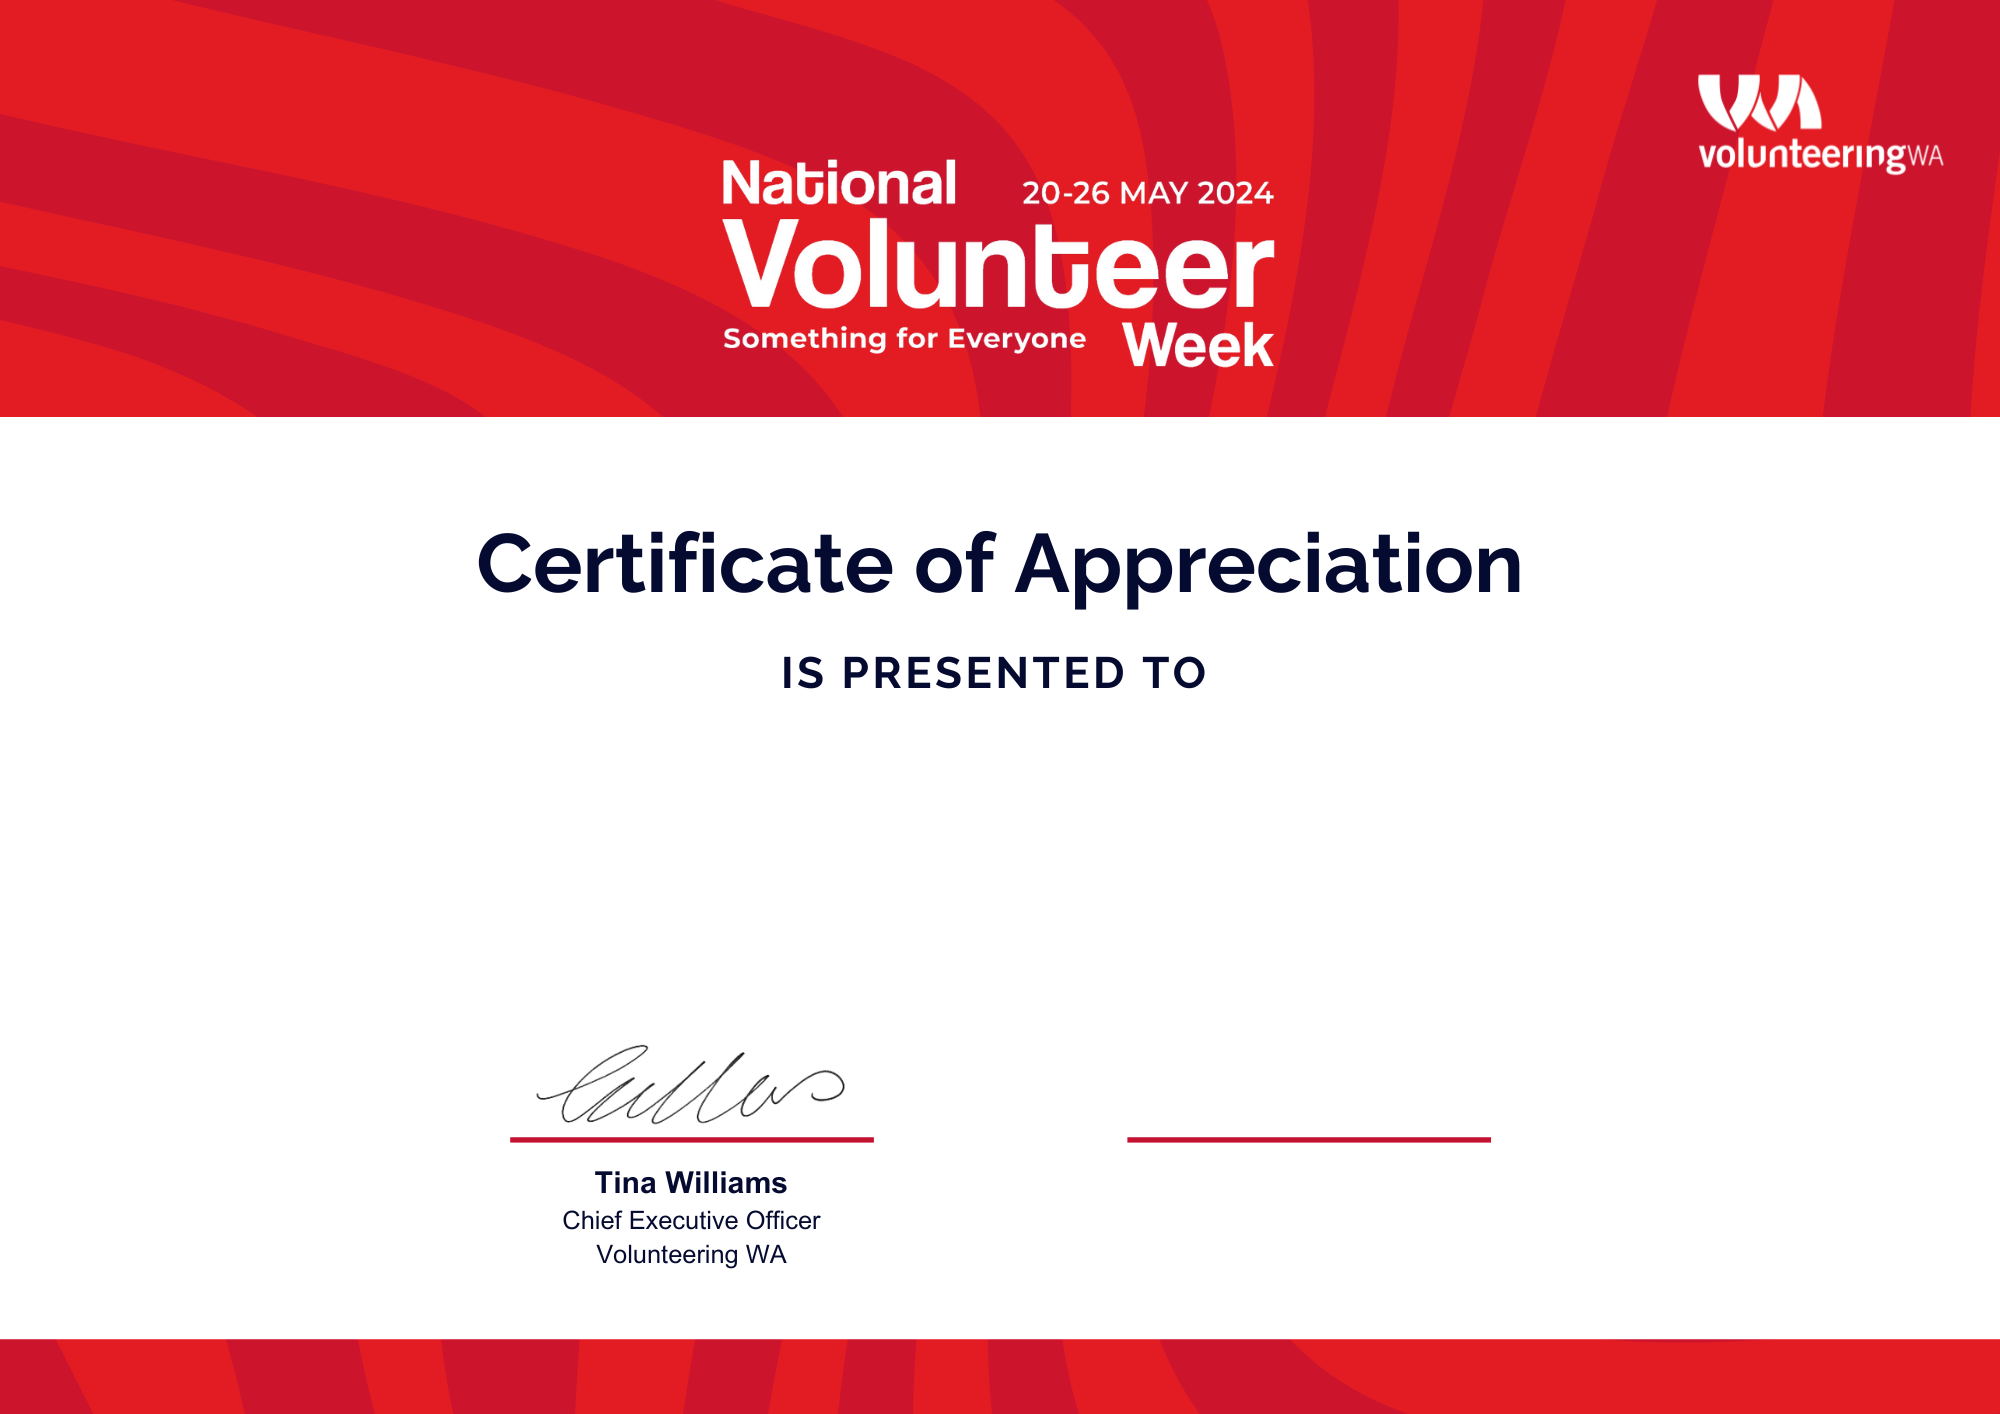 National
20-26 MAY 2024
Volunteer
Something for Everyone
Week
volunteeringWA
Certificate of Appreciation
IS PRESENTED TO
Tina Williams
Chief Executive Officer
Volunteering WA